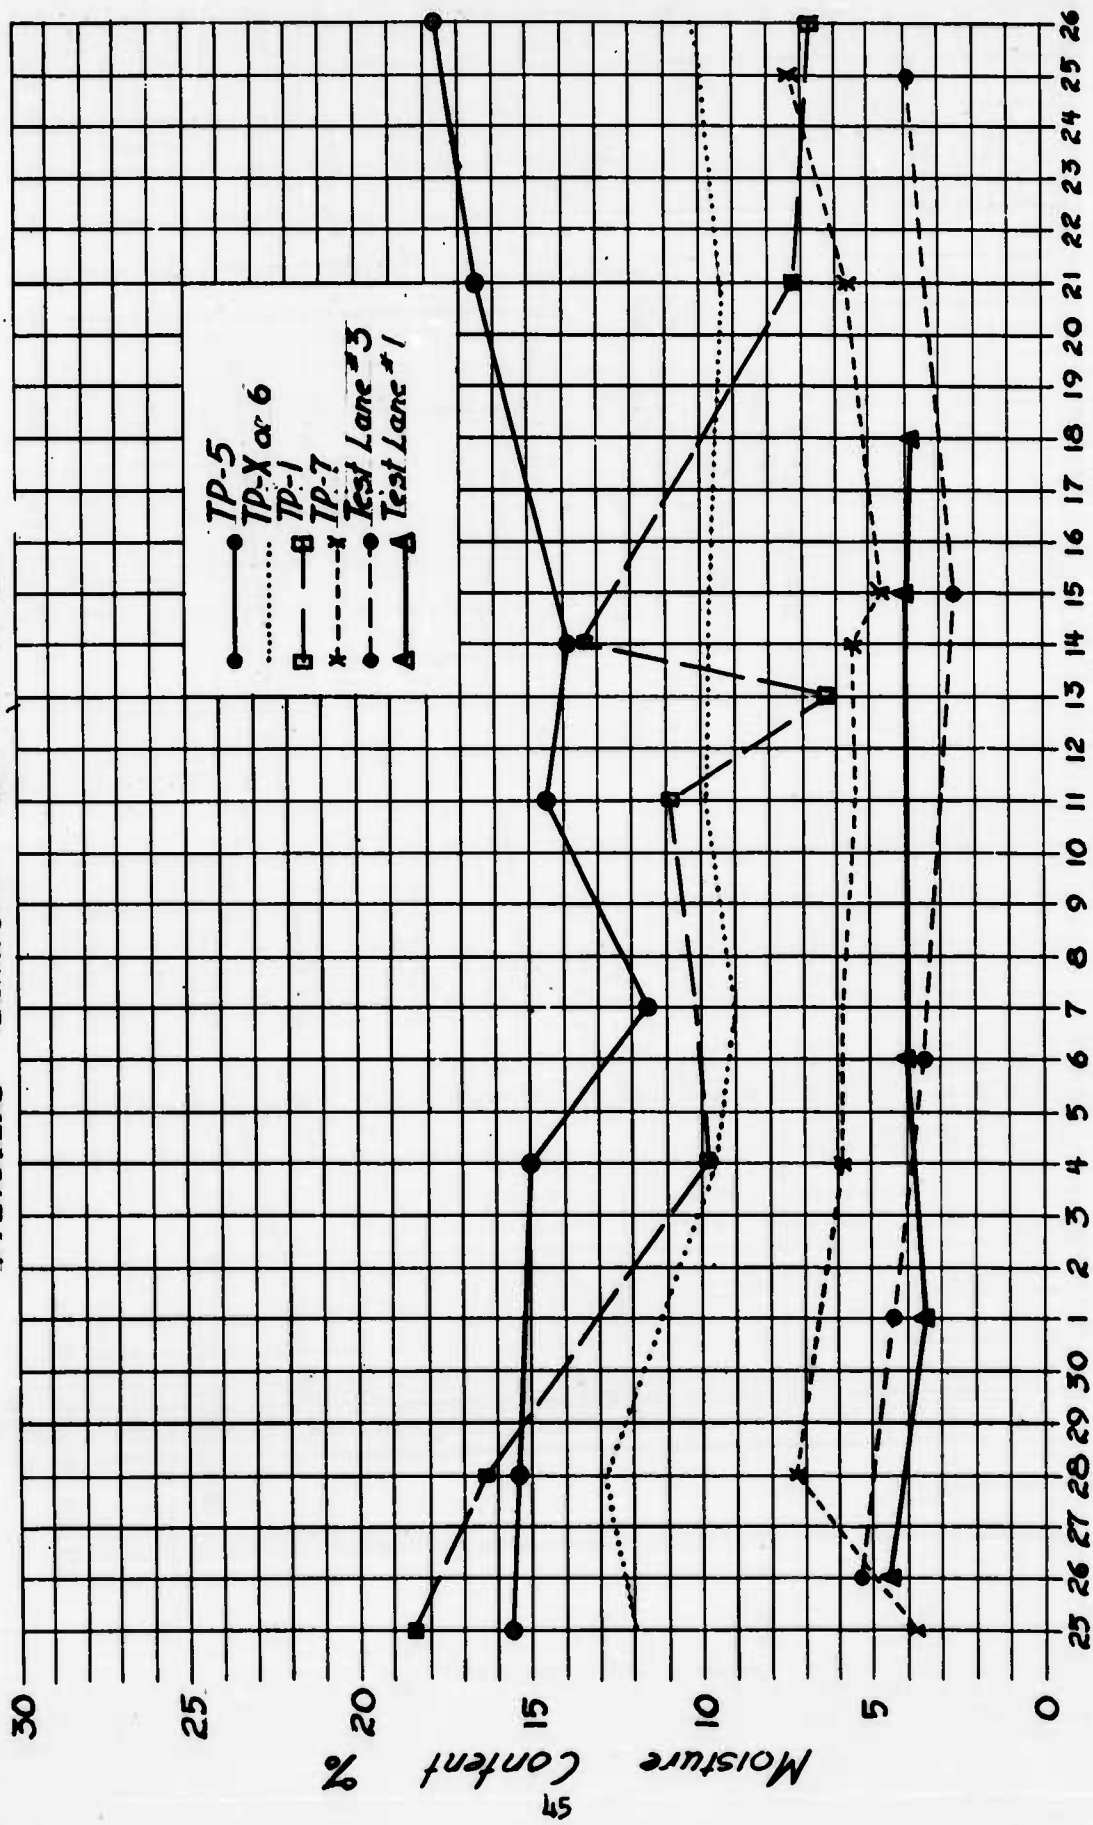 TP-5
TP-X or 6
TP-1
TP-7
Test Lane #3
Test Lane #1
30
25
20
15
10
5
0
Moisture Content %
25 26 27 28 29 30 1 2 3 4 5 6 7 8 9 10 11 12 13 14 15 16 17 18 19 20 21 22 23 24 25 26
45